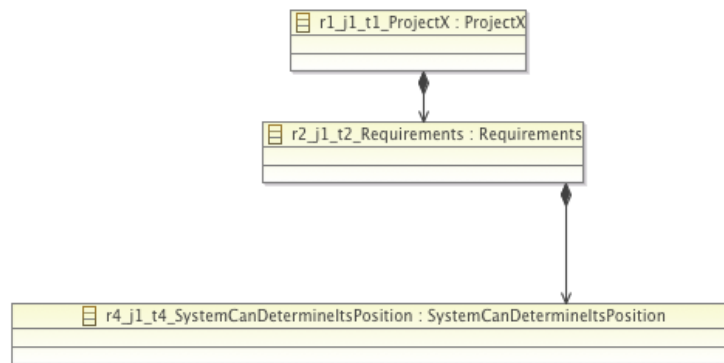 r1_j1_t1_ProjectX : ProjectX
r2_j1_t2_Requirements : Requirements
r4_j1_t4_SystemCanDetermineItsPosition : SystemCanDetermineItsPosition